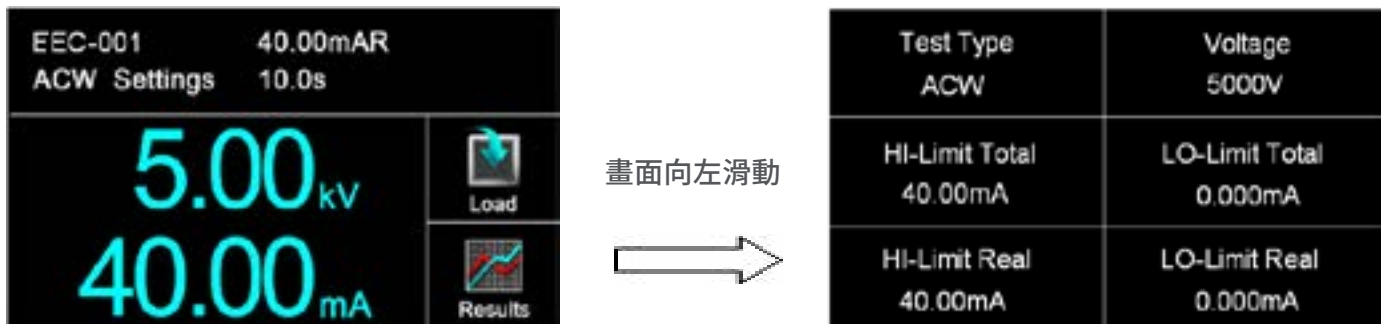 EEC-001 40.00mAR
ACW Settings 10.0s
5.00kV
Load
40.00mA
Results
畫面向左滑動
Test Type Voltage
ACW 5000V
HI-Limit Total LO-Limit Total
40.00mA 0.000mA
HI-Limit Real LO-Limit Real
40.00mA 0.000mA